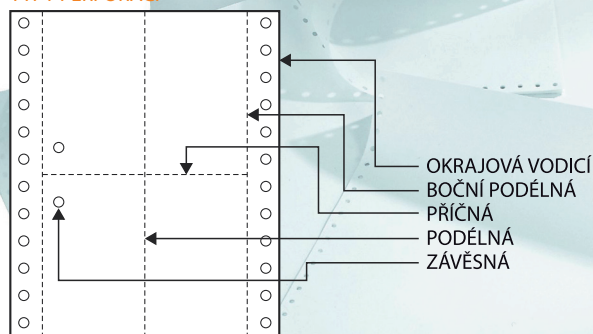 OKRAJOVÁ VODICÍ
BOČNÍ PODÉLNÁ
PŘÍČNÁ
PODÉLNÁ
ZÁVĚSNÁ